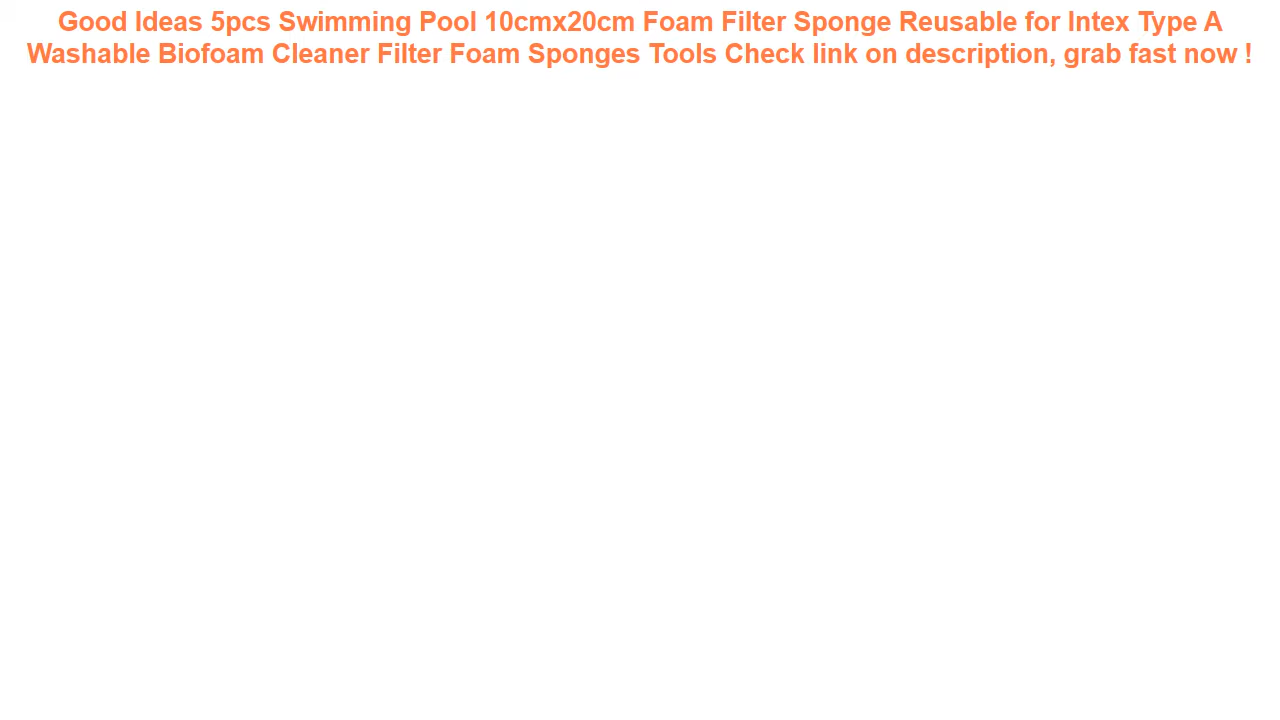 Good Ideas 5pcs Swimming Pool 10cmx20cm Foam Filter Sponge Reusable for Intex Type A
Washable Biofoam Cleaner Filter Foam Sponges Tools Check link on description, grab fast now !